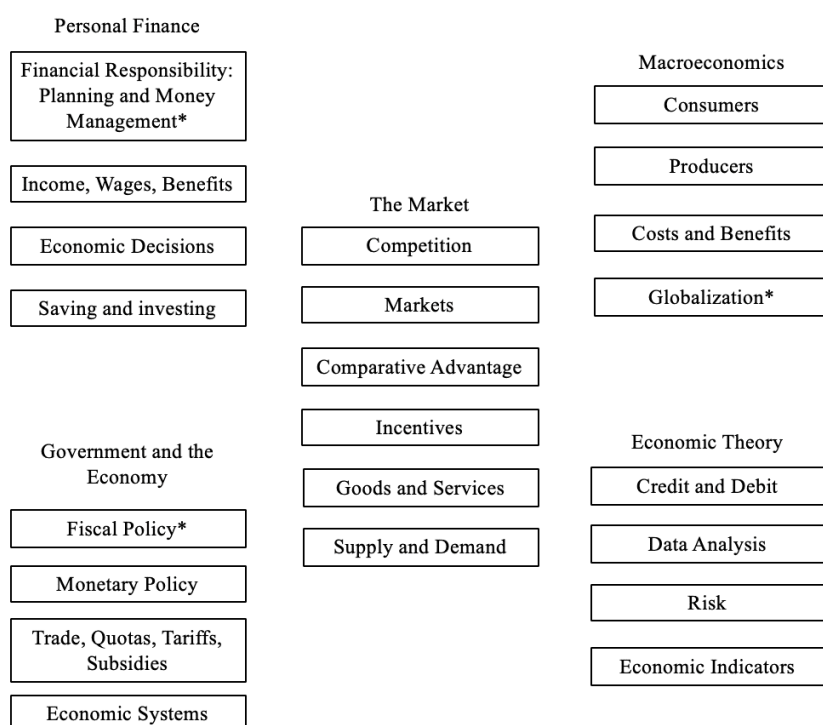 Personal Finance
Financial Responsibility:
Planning and Money
Management*
Income, Wages, Benefits
Economic Decisions
Saving and investing
Government and the
Economy
Fiscal Policy*
Monetary Policy
Trade, Quotas, Tariffs,
Subsidies
Economic Systems
The Market
Competition
Markets
Comparative Advantage
Incentives
Goods and Services
Supply and Demand
Macroeconomics
Consumers
Producers
Costs and Benefits
Globalization*
Economic Theory
Credit and Debit
Data Analysis
Risk
Economic Indicators